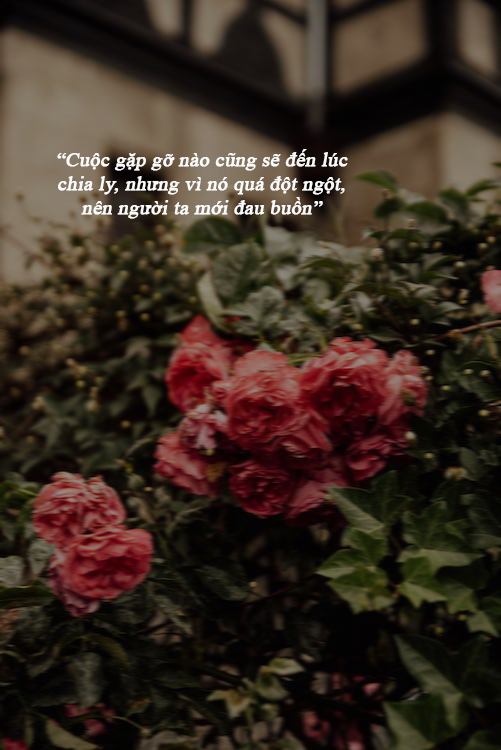 “Cuộc gặp gỡ nào cũng sẽ đến lúc
chia ly, nhưng vì nó quá đột ngột,
nên người ta mới đau buồn”